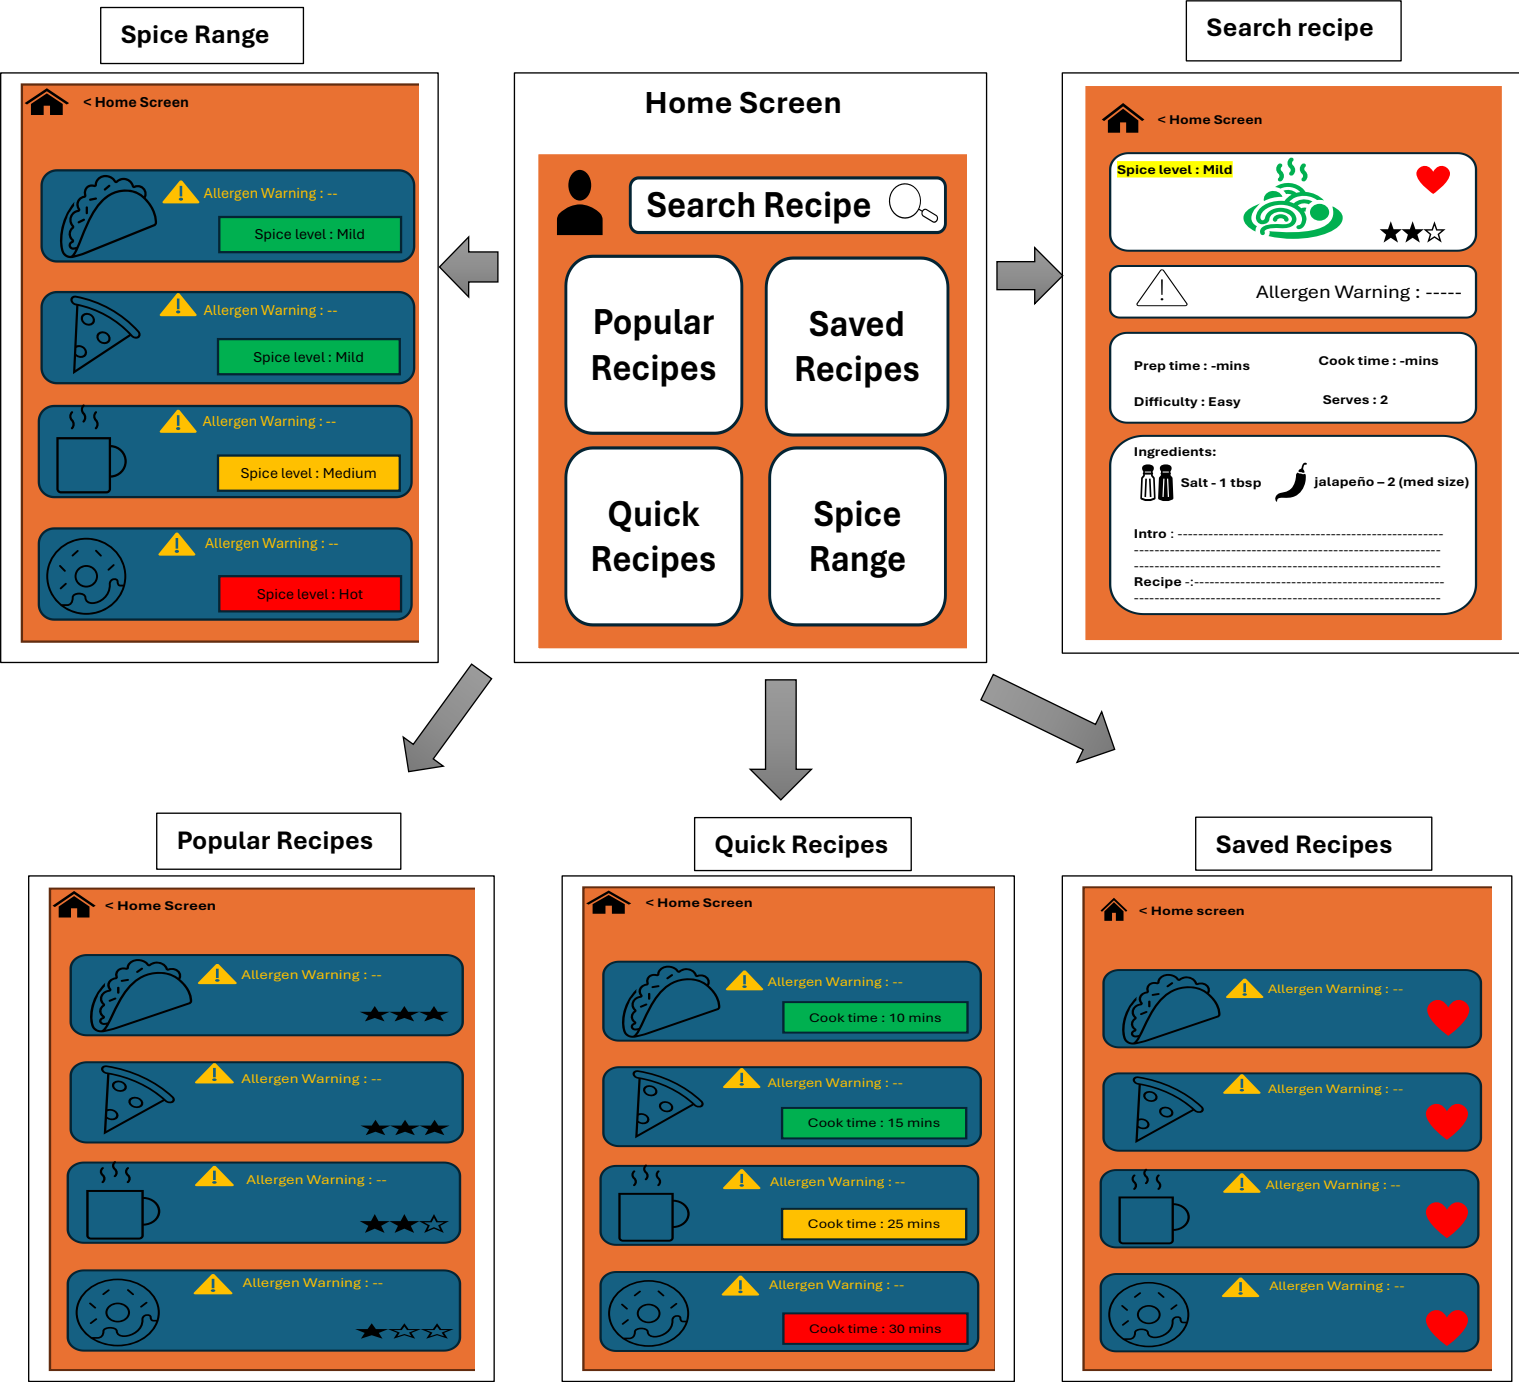 Spice Range
< Home Screen
Allergen Warning : --
Spice level : Mild
Allergen Warning : --
Spice level : Mild
Allergen Warning : --
Spice level : Medium
Allergen Warning : --
Spice level : Hot
Home Screen
Search Recipe
Popular
Recipes
Saved
Recipes
Quick
Recipes
Spice
Range
Search recipe
< Home Screen
Spice level : Mild
Allergen Warning : -----
Prep time : -mins
Cook time : -mins
Difficulty : Easy
Serves : 2
Ingredients:
Salt - 1 tbsp
jalapeño – 2 (med size)
Intro : -------------------------------------------------
---------------------------------------------------------
---------------------------------------------------------
Recipe -:----------------------------------------------
---------------------------------------------------------
Popular Recipes
< Home Screen
Allergen Warning : --
Allergen Warning : --
Allergen Warning : --
Allergen Warning : --
Quick Recipes
< Home Screen
Allergen Warning : --
Cook time : 10 mins
Allergen Warning : --
Cook time : 15 mins
Allergen Warning : --
Cook time : 25 mins
Allergen Warning : --
Cook time : 30 mins
Saved Recipes
< Home screen
Allergen Warning : --
Allergen Warning : --
Allergen Warning : --
Allergen Warning : --